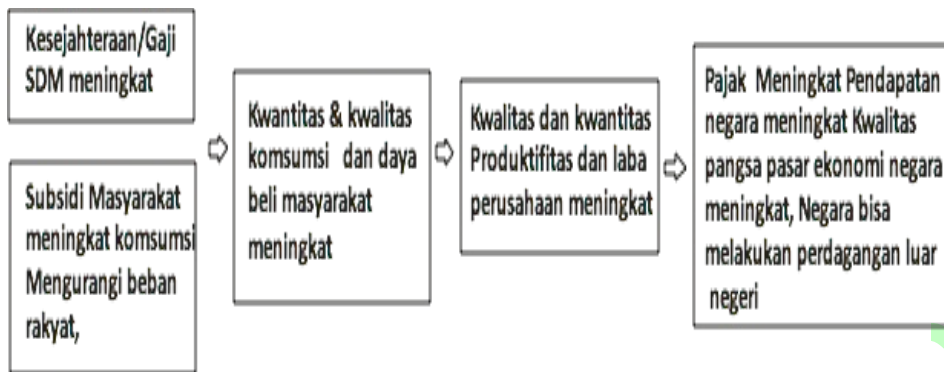 Kesejahteraan/Gaji
SDM meningkat
Subsidi Masyarakat
meningkat komsumsi
Mengurangi beban
rakyat,
Kwantitas & kwalitas
komsumsi dan daya
beli masyarakat
meningkat
Kwalitas dan kwantitas
Produktifitas dan laba
perusahaan meningkat
Pajak Meningkat Pendapatan
negara meningkat Kwalitas
pangsa pasar ekonomi negara
meningkat, Negara bisa
melakukan perdagangan luar
negeri